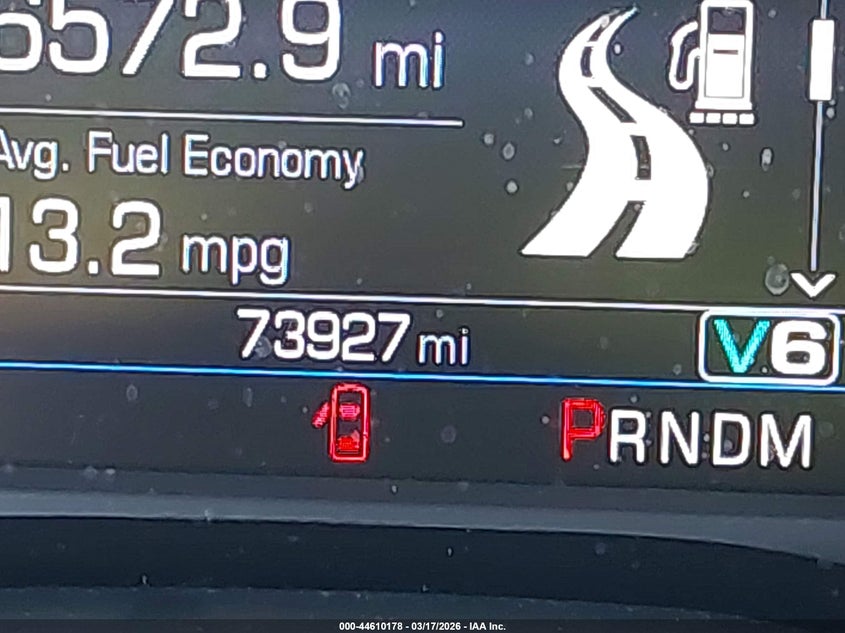 6572.9 mi
Avg. Fuel Economy
13.2 mpg
73927 mi
V6
PRNDM
000-44610178 - 03/17/2026 - IAA Inc.